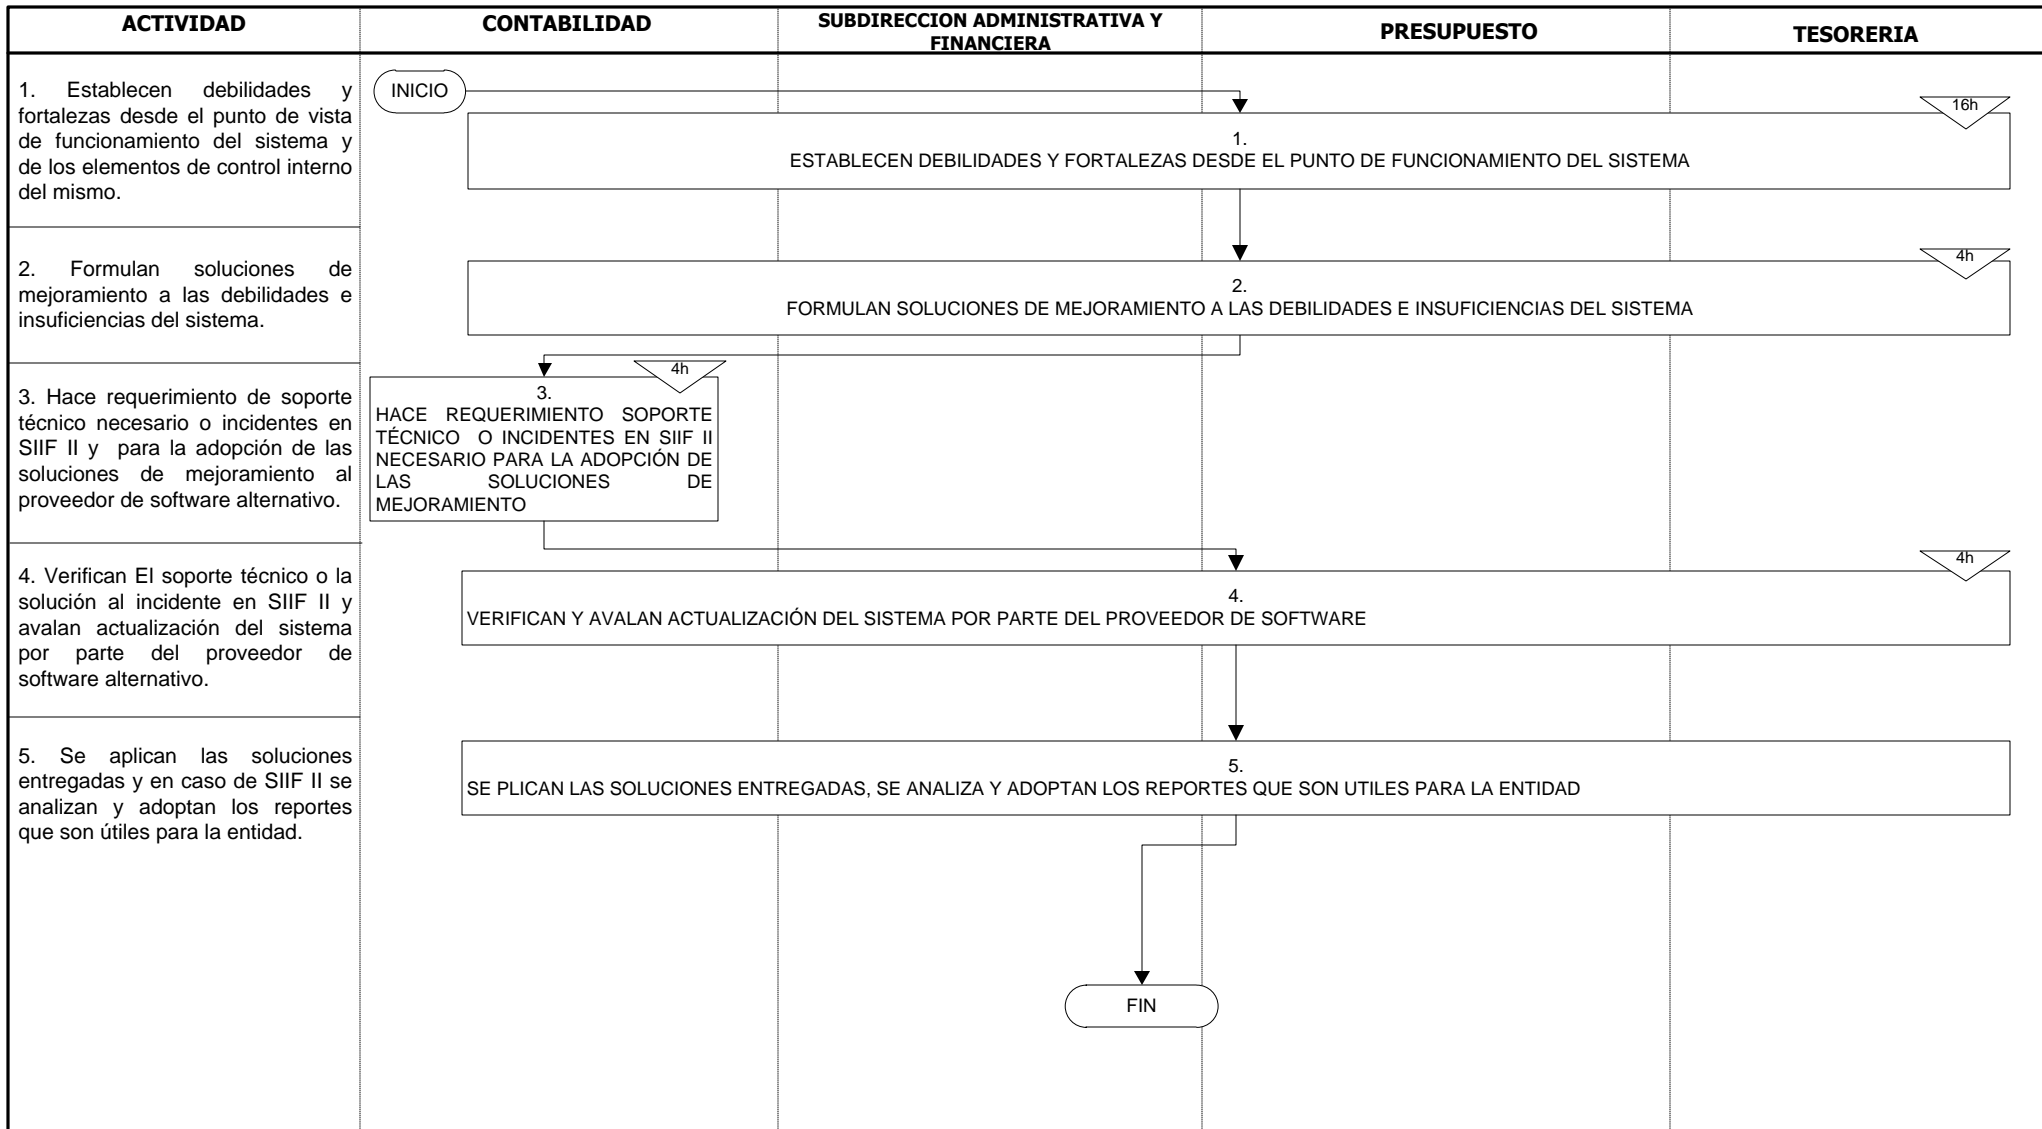 ACTIVIDAD
CONTABILIDAD
SUBDIRECCION ADMINISTRATIVA Y
FINANCIERA
PRESUPUESTO
TESORERIA
1. Establecen debilidades y
fortalezas desde el punto de vista
de funcionamiento del sistema y
de los elementos de control interno
del mismo.
INICIO
16h
1.
ESTABLECEN DEBILIDADES Y FORTALEZAS DESDE EL PUNTO DE FUNCIONAMIENTO DEL SISTEMA
2. Formulan soluciones de
mejoramiento a las debilidades e
insuficiencias del sistema.
4h
2.
FORMULAN SOLUCIONES DE MEJORAMIENTO A LAS DEBILIDADES E INSUFICIENCIAS DEL SISTEMA
3. Hace requerimiento de soporte
técnico necesario o incidentes en
SIIF II y para la adopción de las
soluciones de mejoramiento al
proveedor de software alternativo.
4h
3.
HACE REQUERIMIENTO SOPORTE
TÉCNICO O INCIDENTES EN SIIF II
NECESARIO PARA LA ADOPCIÓN DE
LAS SOLUCIONES DE
MEJORAMIENTO
4. Verifican El soporte técnico o la
solución al incidente en SIIF II y
avalan actualización del sistema
por parte del proveedor de
software alternativo.
4h
4.
VERIFICAN Y AVALAN ACTUALIZACIÓN DEL SISTEMA POR PARTE DEL PROVEEDOR DE SOFTWARE
5. Se aplican las soluciones
entregadas y en caso de SIIF II se
analizan y adoptan los reportes
que son útiles para la entidad.
5.
SE PLICAN LAS SOLUCIONES ENTREGADAS, SE ANALIZA Y ADOPTAN LOS REPORTES QUE SON UTILES PARA LA ENTIDAD
FIN